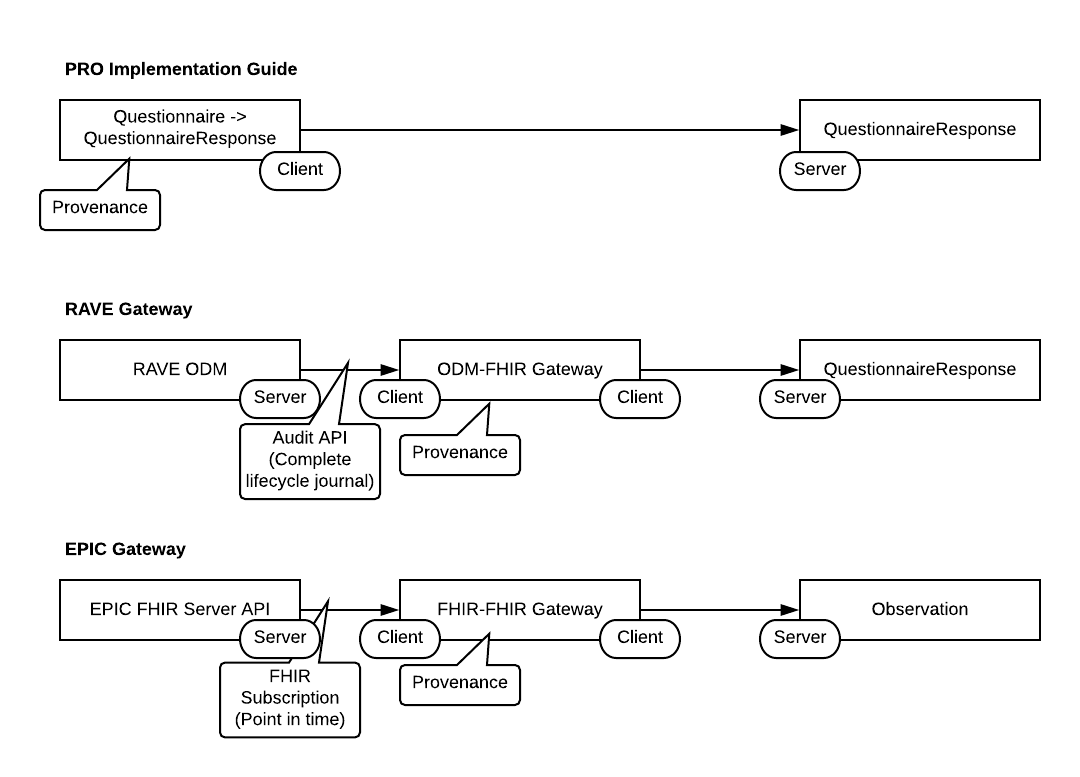 PRO Implementation Guide
Questionnaire ->
QuestionnaireResponse
QuestionnaireResponse
Client
Server
Provenance
RAVE Gateway
RAVE ODM
ODM-FHIR Gateway
QuestionnaireResponse
Server
Client
Client
Server
Audit API
(Complete
lifecycle journal)
Provenance
EPIC Gateway
EPIC FHIR Server API
FHIR-FHIR Gateway
Observation
Server
Client
Client
Server
FHIR
Subscription
(Point in time)
Provenance